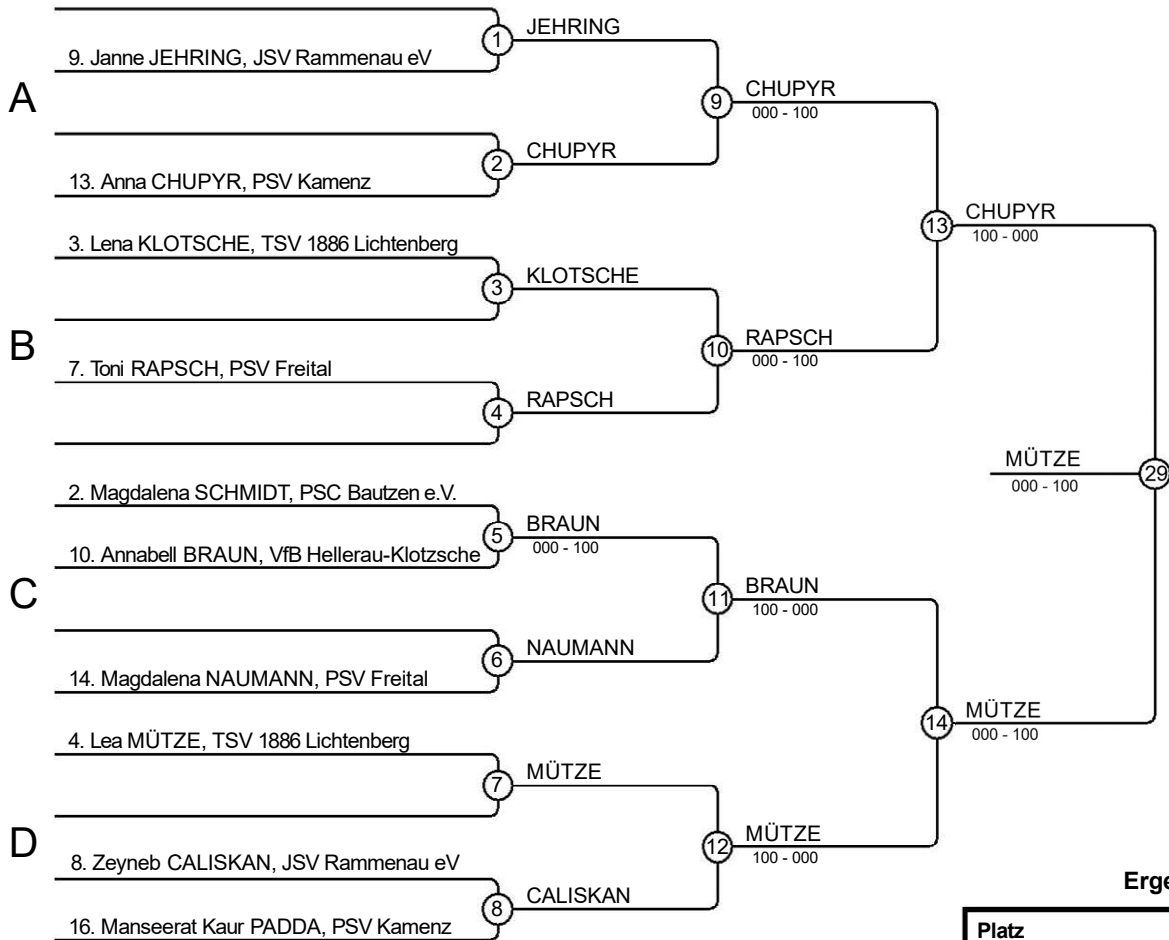 1
JEHRING
9. Janne JEHRING, JSV Rammenau eV
A
9
CHUPYR
000 - 100
2
CHUPYR
13. Anna CHUPYR, PSV Kamenz
13
CHUPYR
100 - 000
3. Lena KLOTSCHE, TSV 1886 Lichtenberg
3
KLOTSCHE
B
10
RAPSCH
000 - 100
7. Toni RAPSCH, PSV Freital
4
RAPSCH
MÜTZE
000 - 100
29
2. Magdalena SCHMIDT, PSC Bautzen e.V.
5
BRAUN
000 - 100
10. Annabell BRAUN, VfB Hellerau-Klotzsche
C
11
BRAUN
100 - 000
6
NAUMANN
14. Magdalena NAUMANN, PSV Freital
14
MÜTZE
000 - 100
4. Lea MÜTZE, TSV 1886 Lichtenberg
7
MÜTZE
D
12
MÜTZE
100 - 000
8. Zeyneb CALISKAN, JSV Rammenau eV
8
CALISKAN
16. Manseerat Kaur PADDA, PSV Kamenz
Erge
Platz